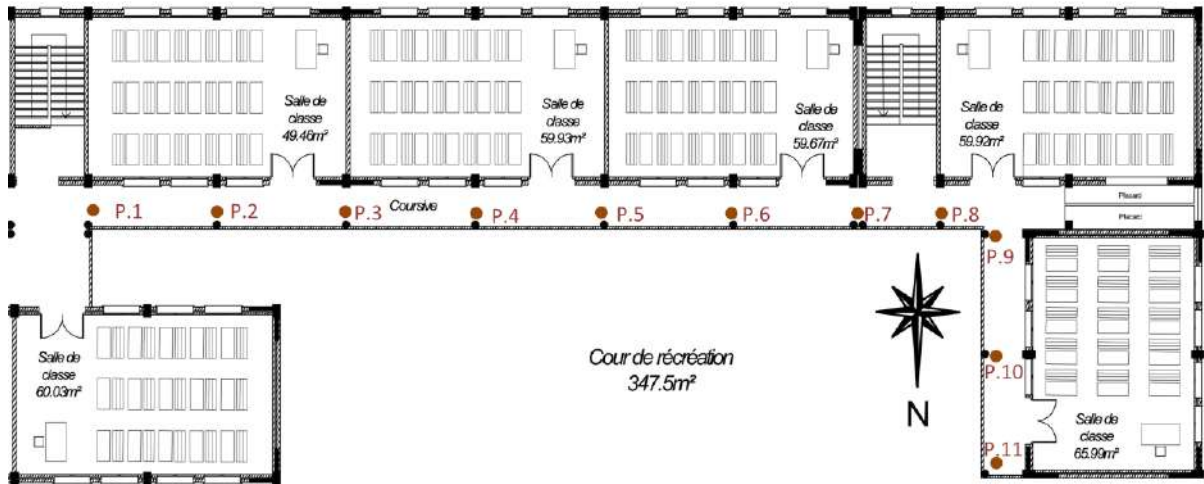 Salle de
classe
49.46m²
Salle de
classe
59.93m²
Salle de
classe
59.67m²
Salle de
classe
59.92m²
P.1
P.2
P.3
Coursive
P.4
P.5
P.6
P.7
P.8
Placard
Placard
P.9
Salle de
classe
60.03m²
Cour de récréation
347.5m²
N
P.10
Salle de
classe
65.99m²
P.11